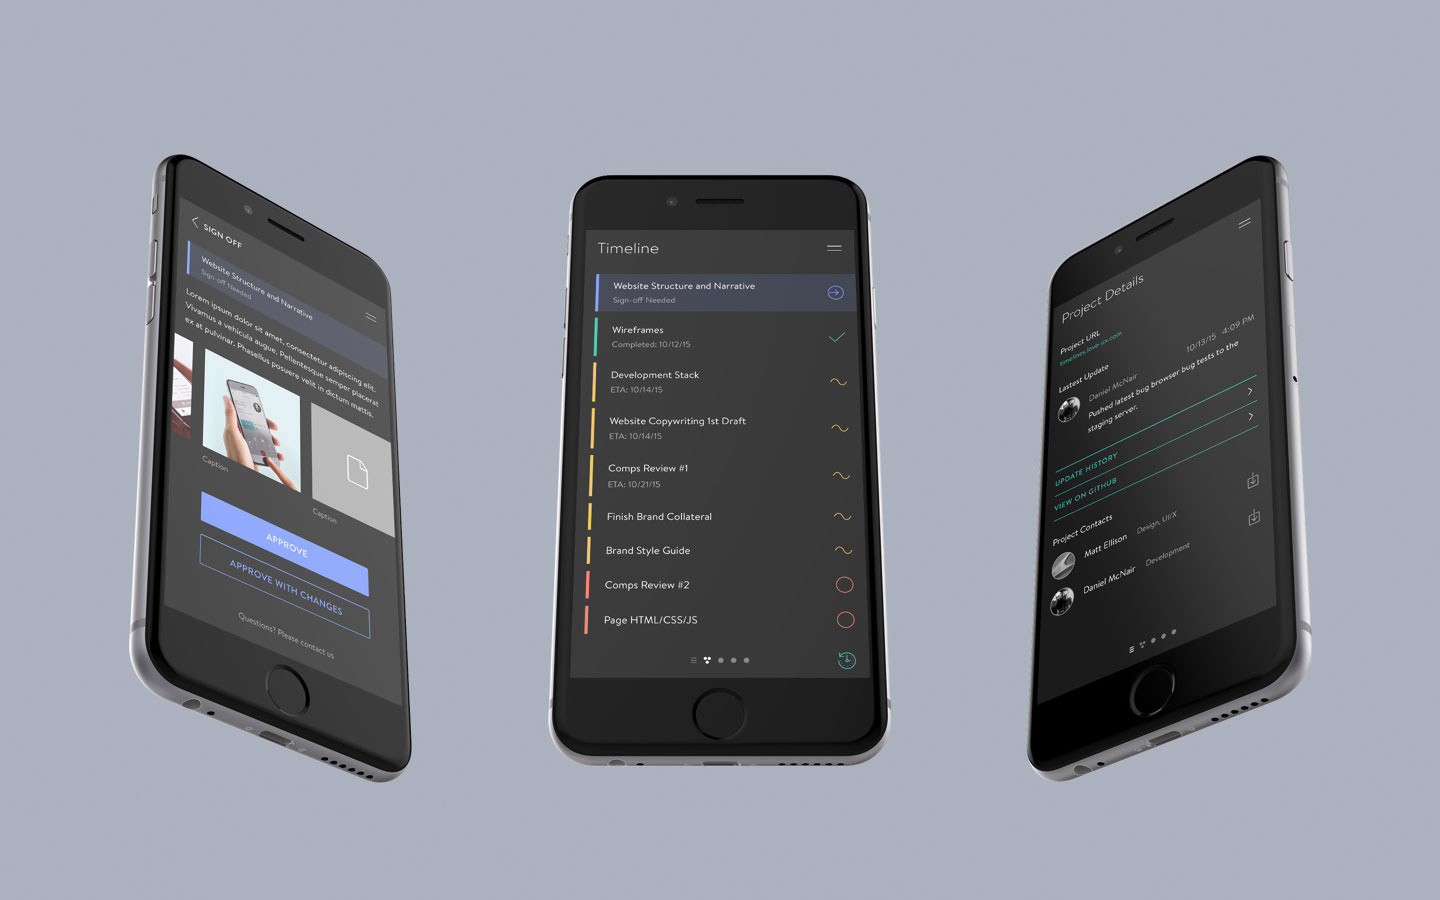 SIGN OFF
Website Structure and Narrative
Sign-off Needed
Lorem ipsum dolor sit amet, consectetur adipiscing elit.
Vivamus a vehicula augue. Pellentesque semper placerat
ex at pulvinar. Phasellus posuere velit in dictum mattis.
Caption
Caption
APPROVE
APPROVE WITH CHANGES
Questions? Please contact us
Timeline
Website Structure and Narrative
Sign-off Needed
Wireframes
Completed: 10/12/15
Development Stack
ETA: 10/14/15
Website Copywriting 1st Draft
ETA: 10/14/15
Comps Review #1
ETA: 10/21/15
Finish Brand Collateral
Brand Style Guide
Comps Review #2
Page HTML/CSS/JS
Project Details
Project URL
timelines.love-ux.com
Lastest Update
10/13/15 4:09 PM
Daniel McNair
Pushed latest bug browser bug tests to the
staging server.
UPDATE HISTORY
VIEW ON GITHUB
Project Contacts
Matt Ellison Design, UI/X
Daniel McNair Development